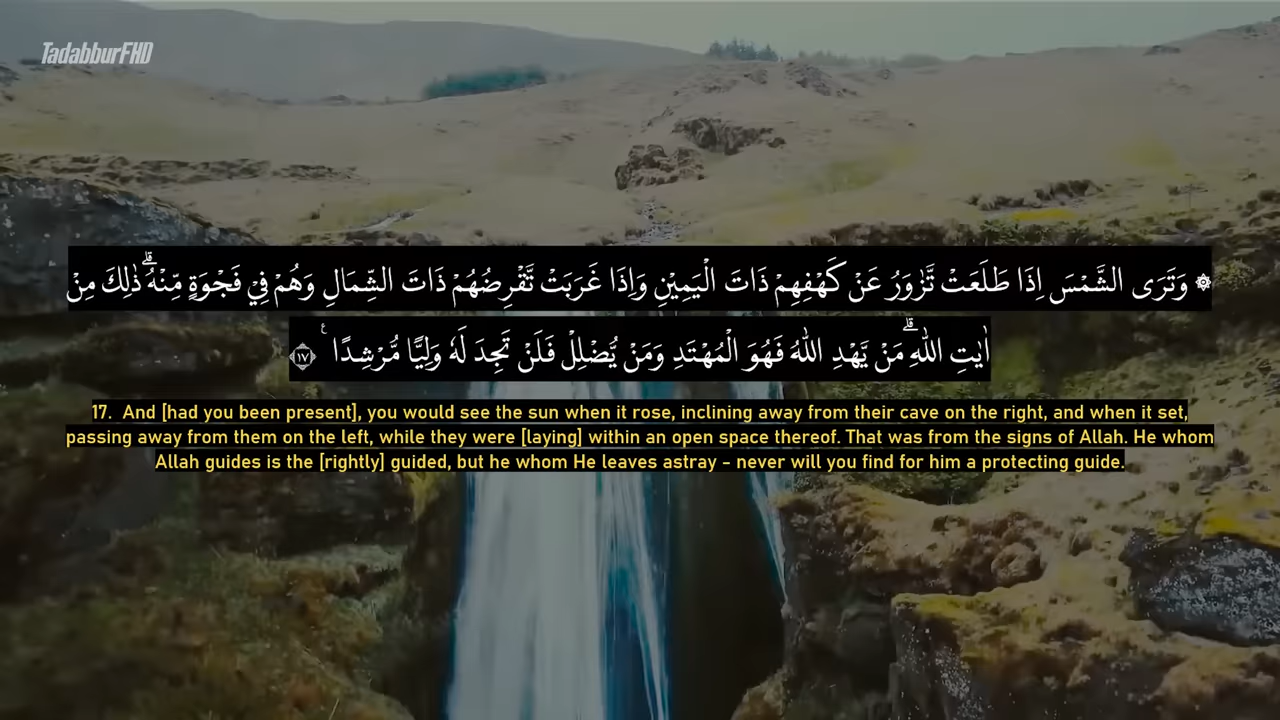 TadabburFHD
۞ وَتَرَى الشَّمْسَ اِذَا طَلَعَتْ تَّزٰوَرُ عَنْ كَهْفِهِمْ ذَاتَ الْيَمِيْنِ وَاِذَا غَرَبَتْ تَّقْرِضُهُمْ ذَاتَ الشِّمَالِ وَهُمْ فِيْ فَجْوَةٍ مِّنْهُۗ ذٰلِكَ مِنْ
اٰيٰتِ اللّٰهِۗ مَنْ يَّهْدِ اللّٰهُ فَهُوَ الْمُهْتَدِ وَمَنْ يُّضْلِلْ فَلَنْ تَجِدَ لَهٗ وَلِيًّا مُّرْشِدًا ࣖ ١٧
17. And [had you been present], you would see the sun when it rose, inclining away from their cave on the right, and when it set,
passing away from them on the left, while they were [laying] within an open space thereof. That was from the signs of Allah. He whom
Allah guides is the [rightly] guided, but he whom He leaves astray - never will you find for him a protecting guide.